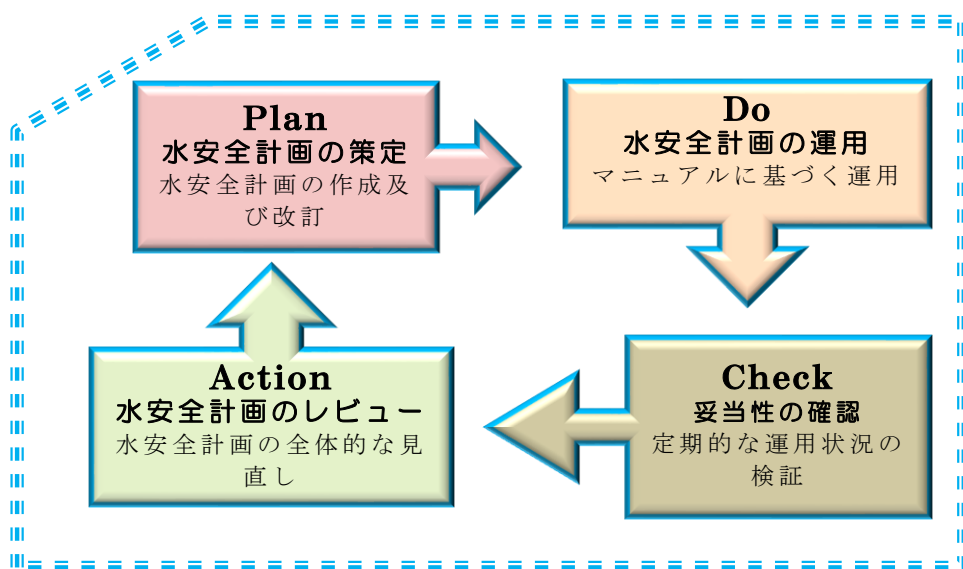 Plan
水安全計画の策定
水安全計画の作成及
び改訂
Do
水安全計画の運用
マニュアルに基づく運用
Check
妥当性の確認
定期的な運用状況の
検証
Action
水安全計画のレビュー
水安全計画の全体的な見
直し